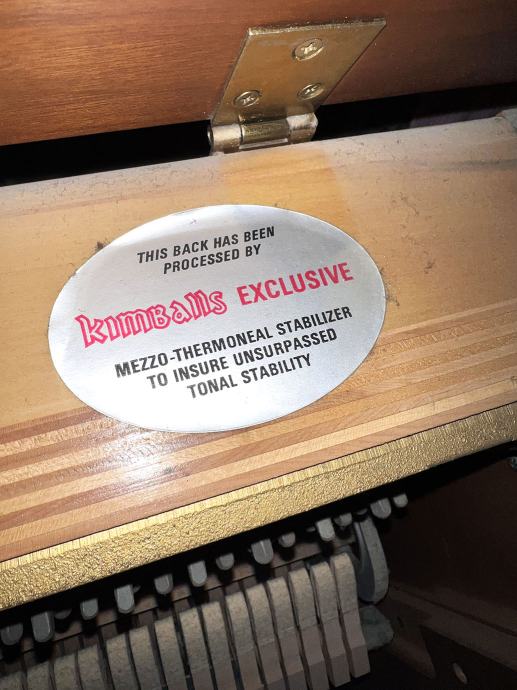 THIS BACK HAS BEEN
PROCESSED BY
kimballs EXCLUSIVE
MEZZO-THERMONEAL STABILIZER
TO INSURE UNSURPASSED
TONAL STABILITY